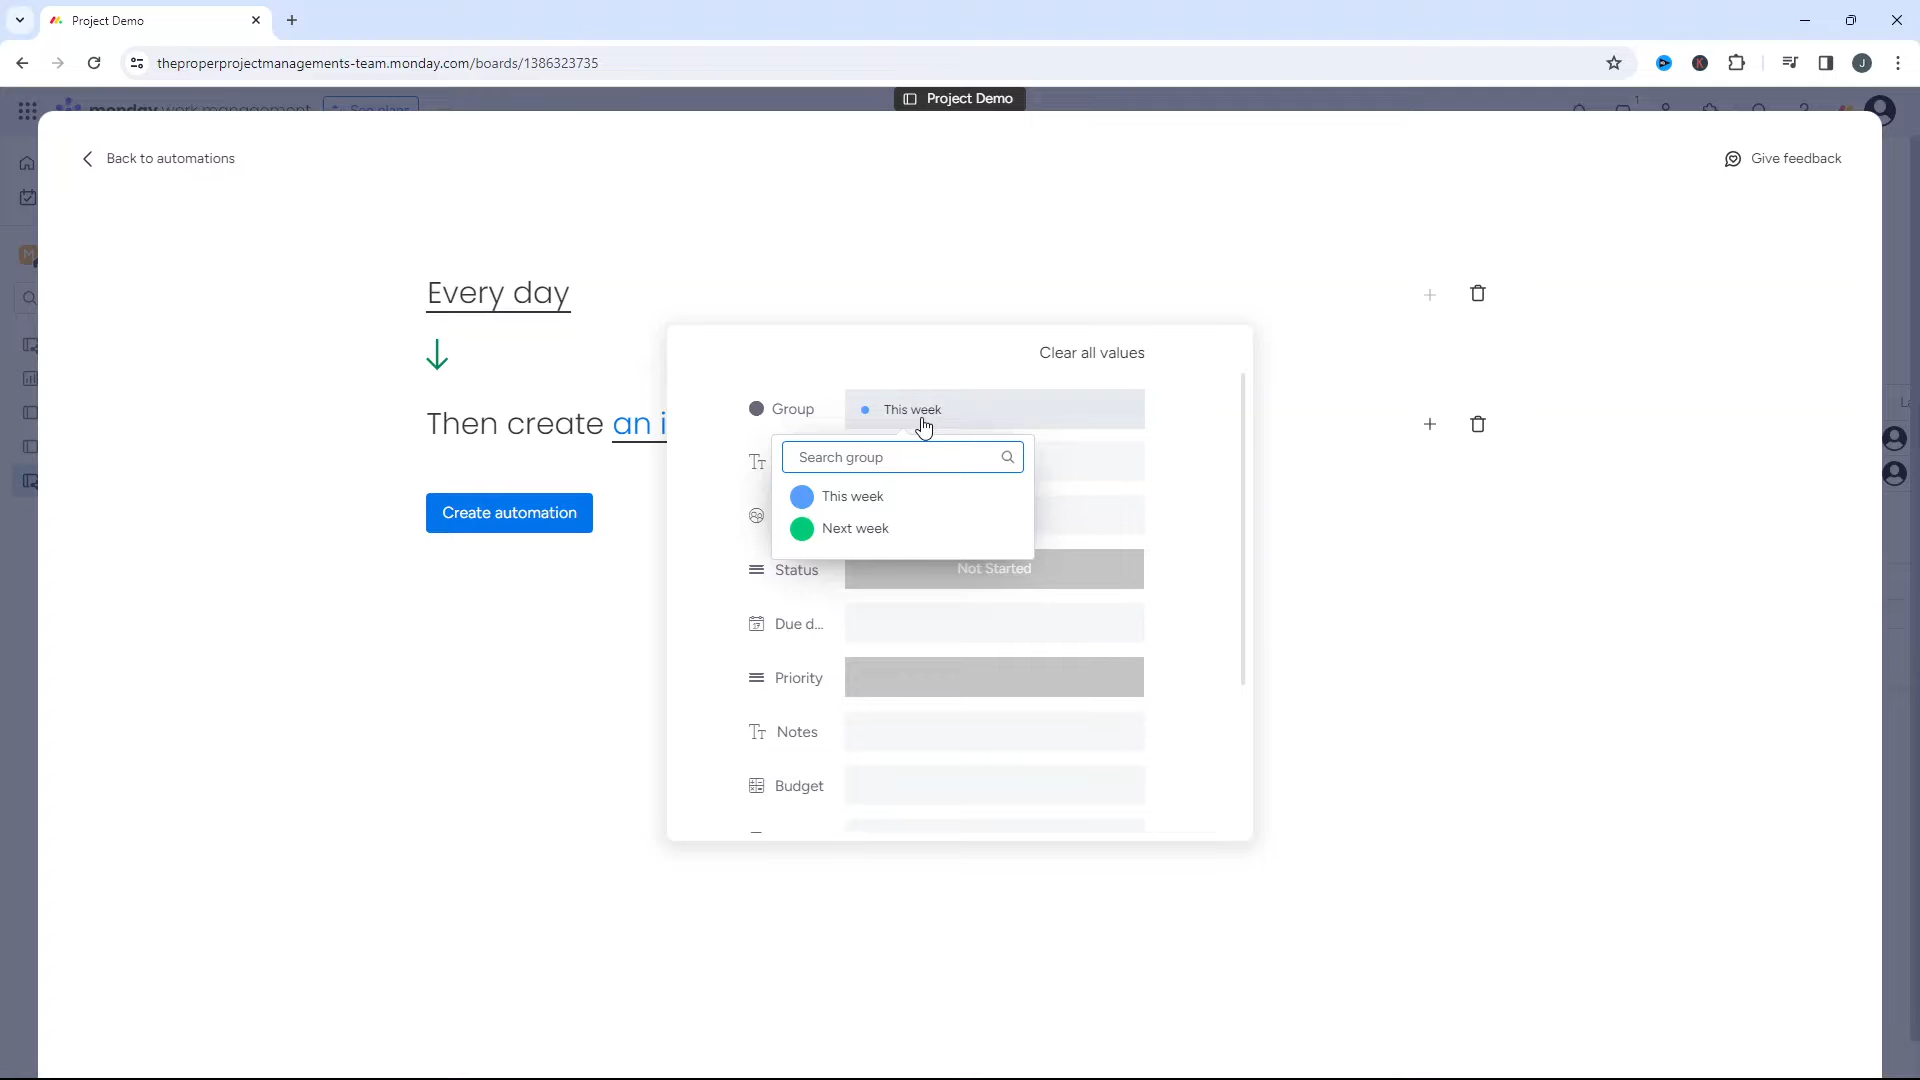 Project Demo
theproperprojectmanagements-team.monday.com/boards/1386323735
J
monday work management
See plans
1
Project Demo
Back to automations
Give feedback
M
Every day
Clear all values
Group
This week
Then create an i
Search group
This week
Create automation
Next week
Status
Not Started
Due d...
Priority
Notes
Budget